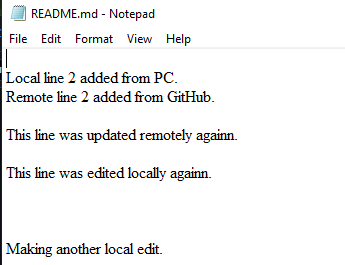 README.md - Notepad
File Edit Format View Help
Local line 2 added from PC.
Remote line 2 added from GitHub.
This line was updated remotely againn.
This line was edited locally againn.
Making another local edit.